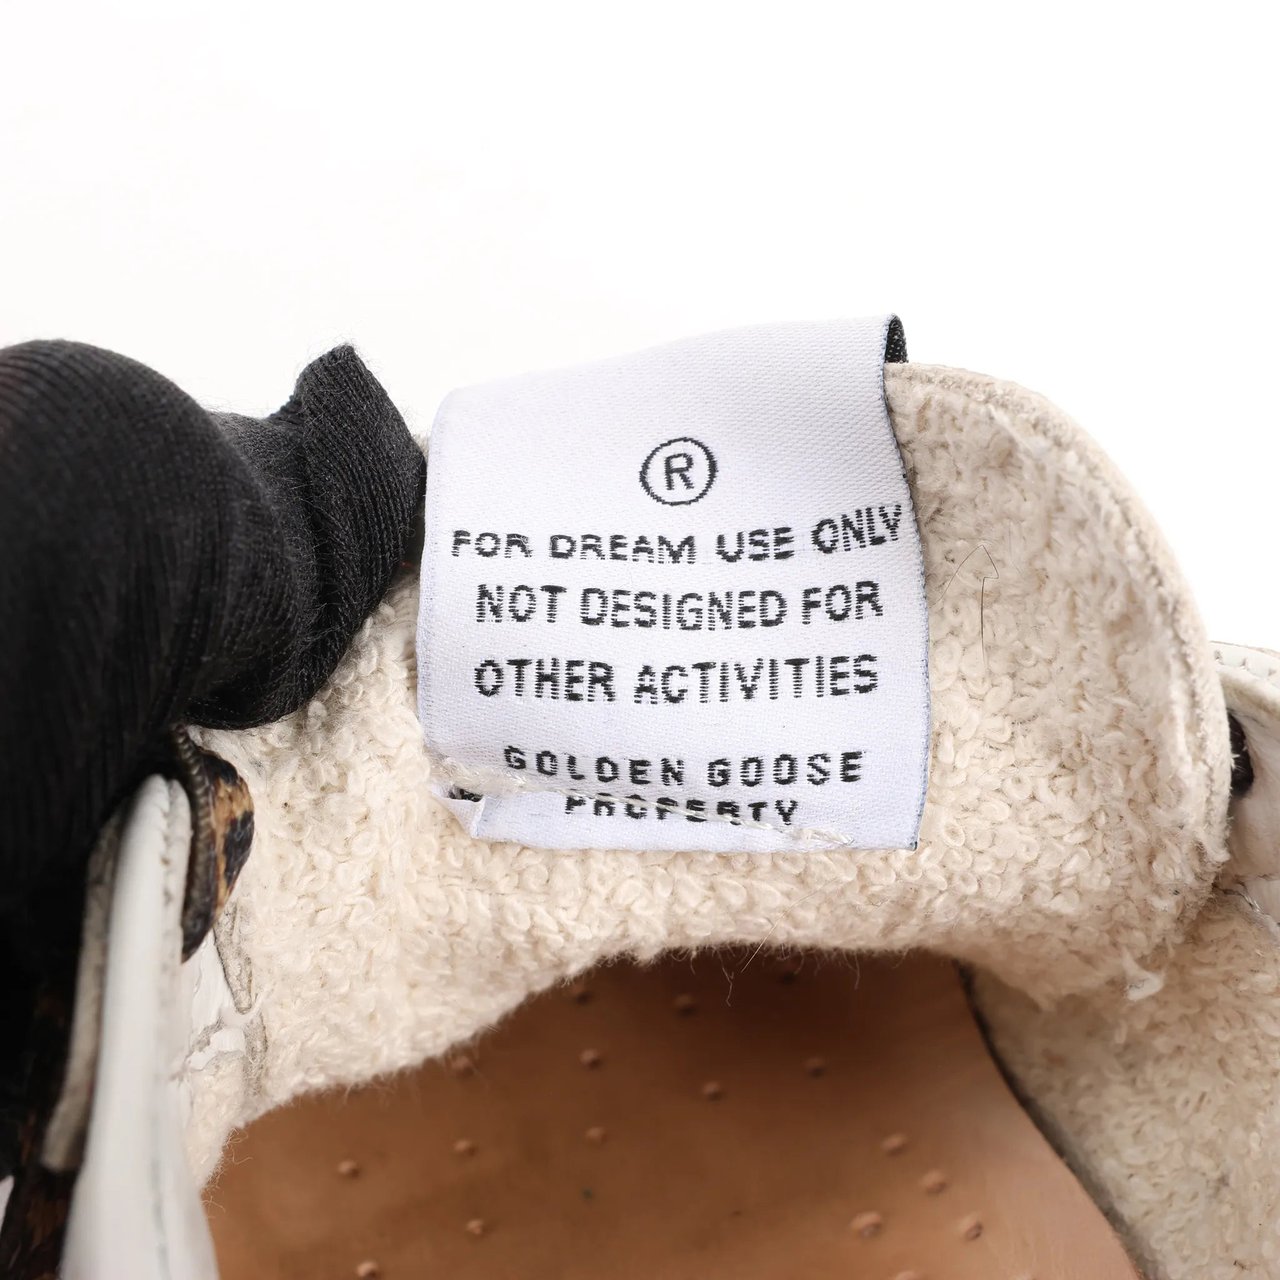 ®
FOR DREAM USE ONLY
NOT DESIGNED FOR
OTHER ACTIVITIES
GOLDEN GOOSE
PROPERTY